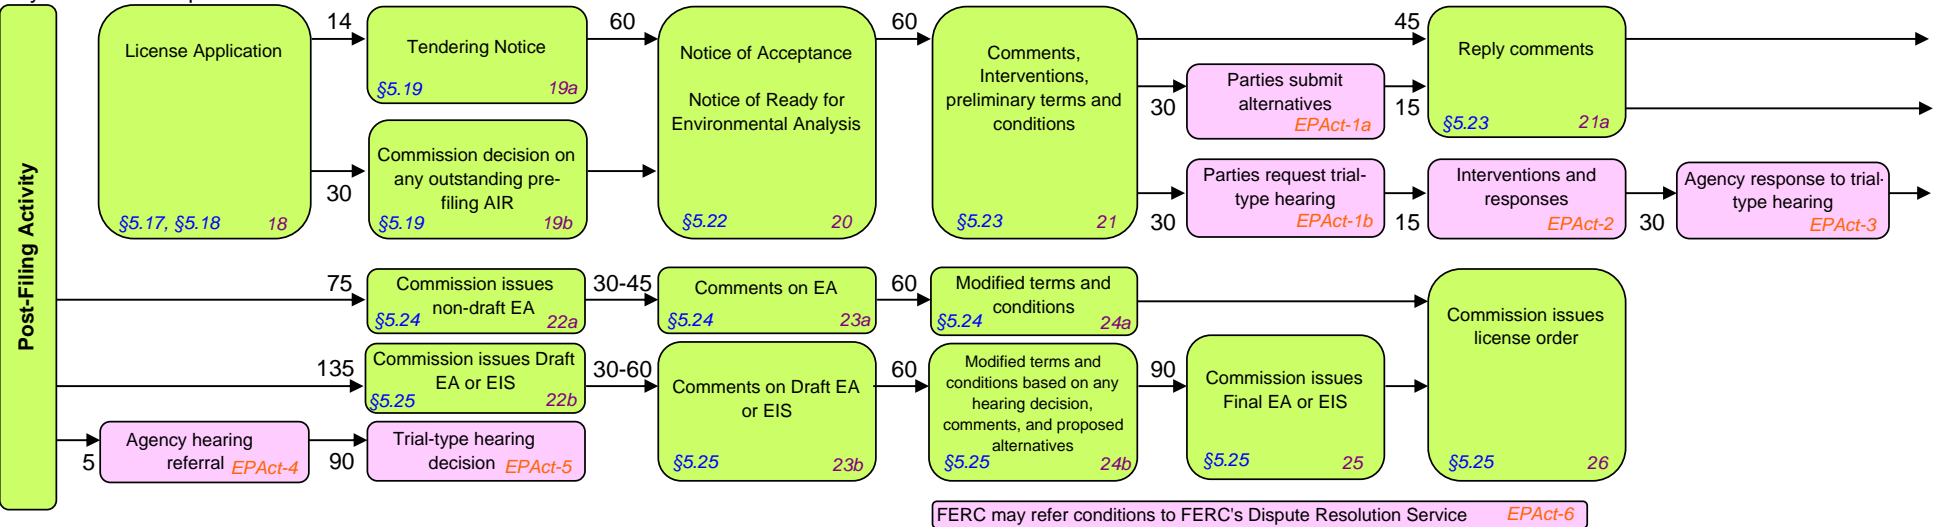 Post-Filing Activity
License Application
§5.17, §5.18 18
14
30
Tendering Notice
§5.19 19a
Commission decision on
any outstanding pre-
filing AIR
§5.19 19b
60
Notice of Acceptance
Notice of Ready for
Environmental Analysis
§5.22 20
60
Comments,
Interventions,
preliminary terms and
conditions
§5.23 21
45
30
Parties submit
alternatives
EPAct-1a
15
Reply comments
§5.23 21a
30
Parties request trial-
type hearing
EPAct-1b
15
Interventions and
responses
EPAct-2
30
Agency response to trial-
type hearing
EPAct-3
75
Commission issues
non-draft EA
§5.24 22a
30-45
Comments on EA
§5.24 23a
60
Modified terms and
conditions
§5.24 24a
Commission issues
license order
§5.25 26
135
Commission issues Draft
EA or EIS
§5.25 22b
30-60
Comments on Draft EA
or EIS
§5.25 23b
60
Modified terms and
conditions based on any
hearing decision,
comments, and proposed
alternatives
§5.25 24b
90
Commission issues
Final EA or EIS
§5.25 25
5
Agency hearing
referral EPAct-4
90
Trial-type hearing
decision EPAct-5
FERC may refer conditions to FERC's Dispute Resolution Service EPAct-6